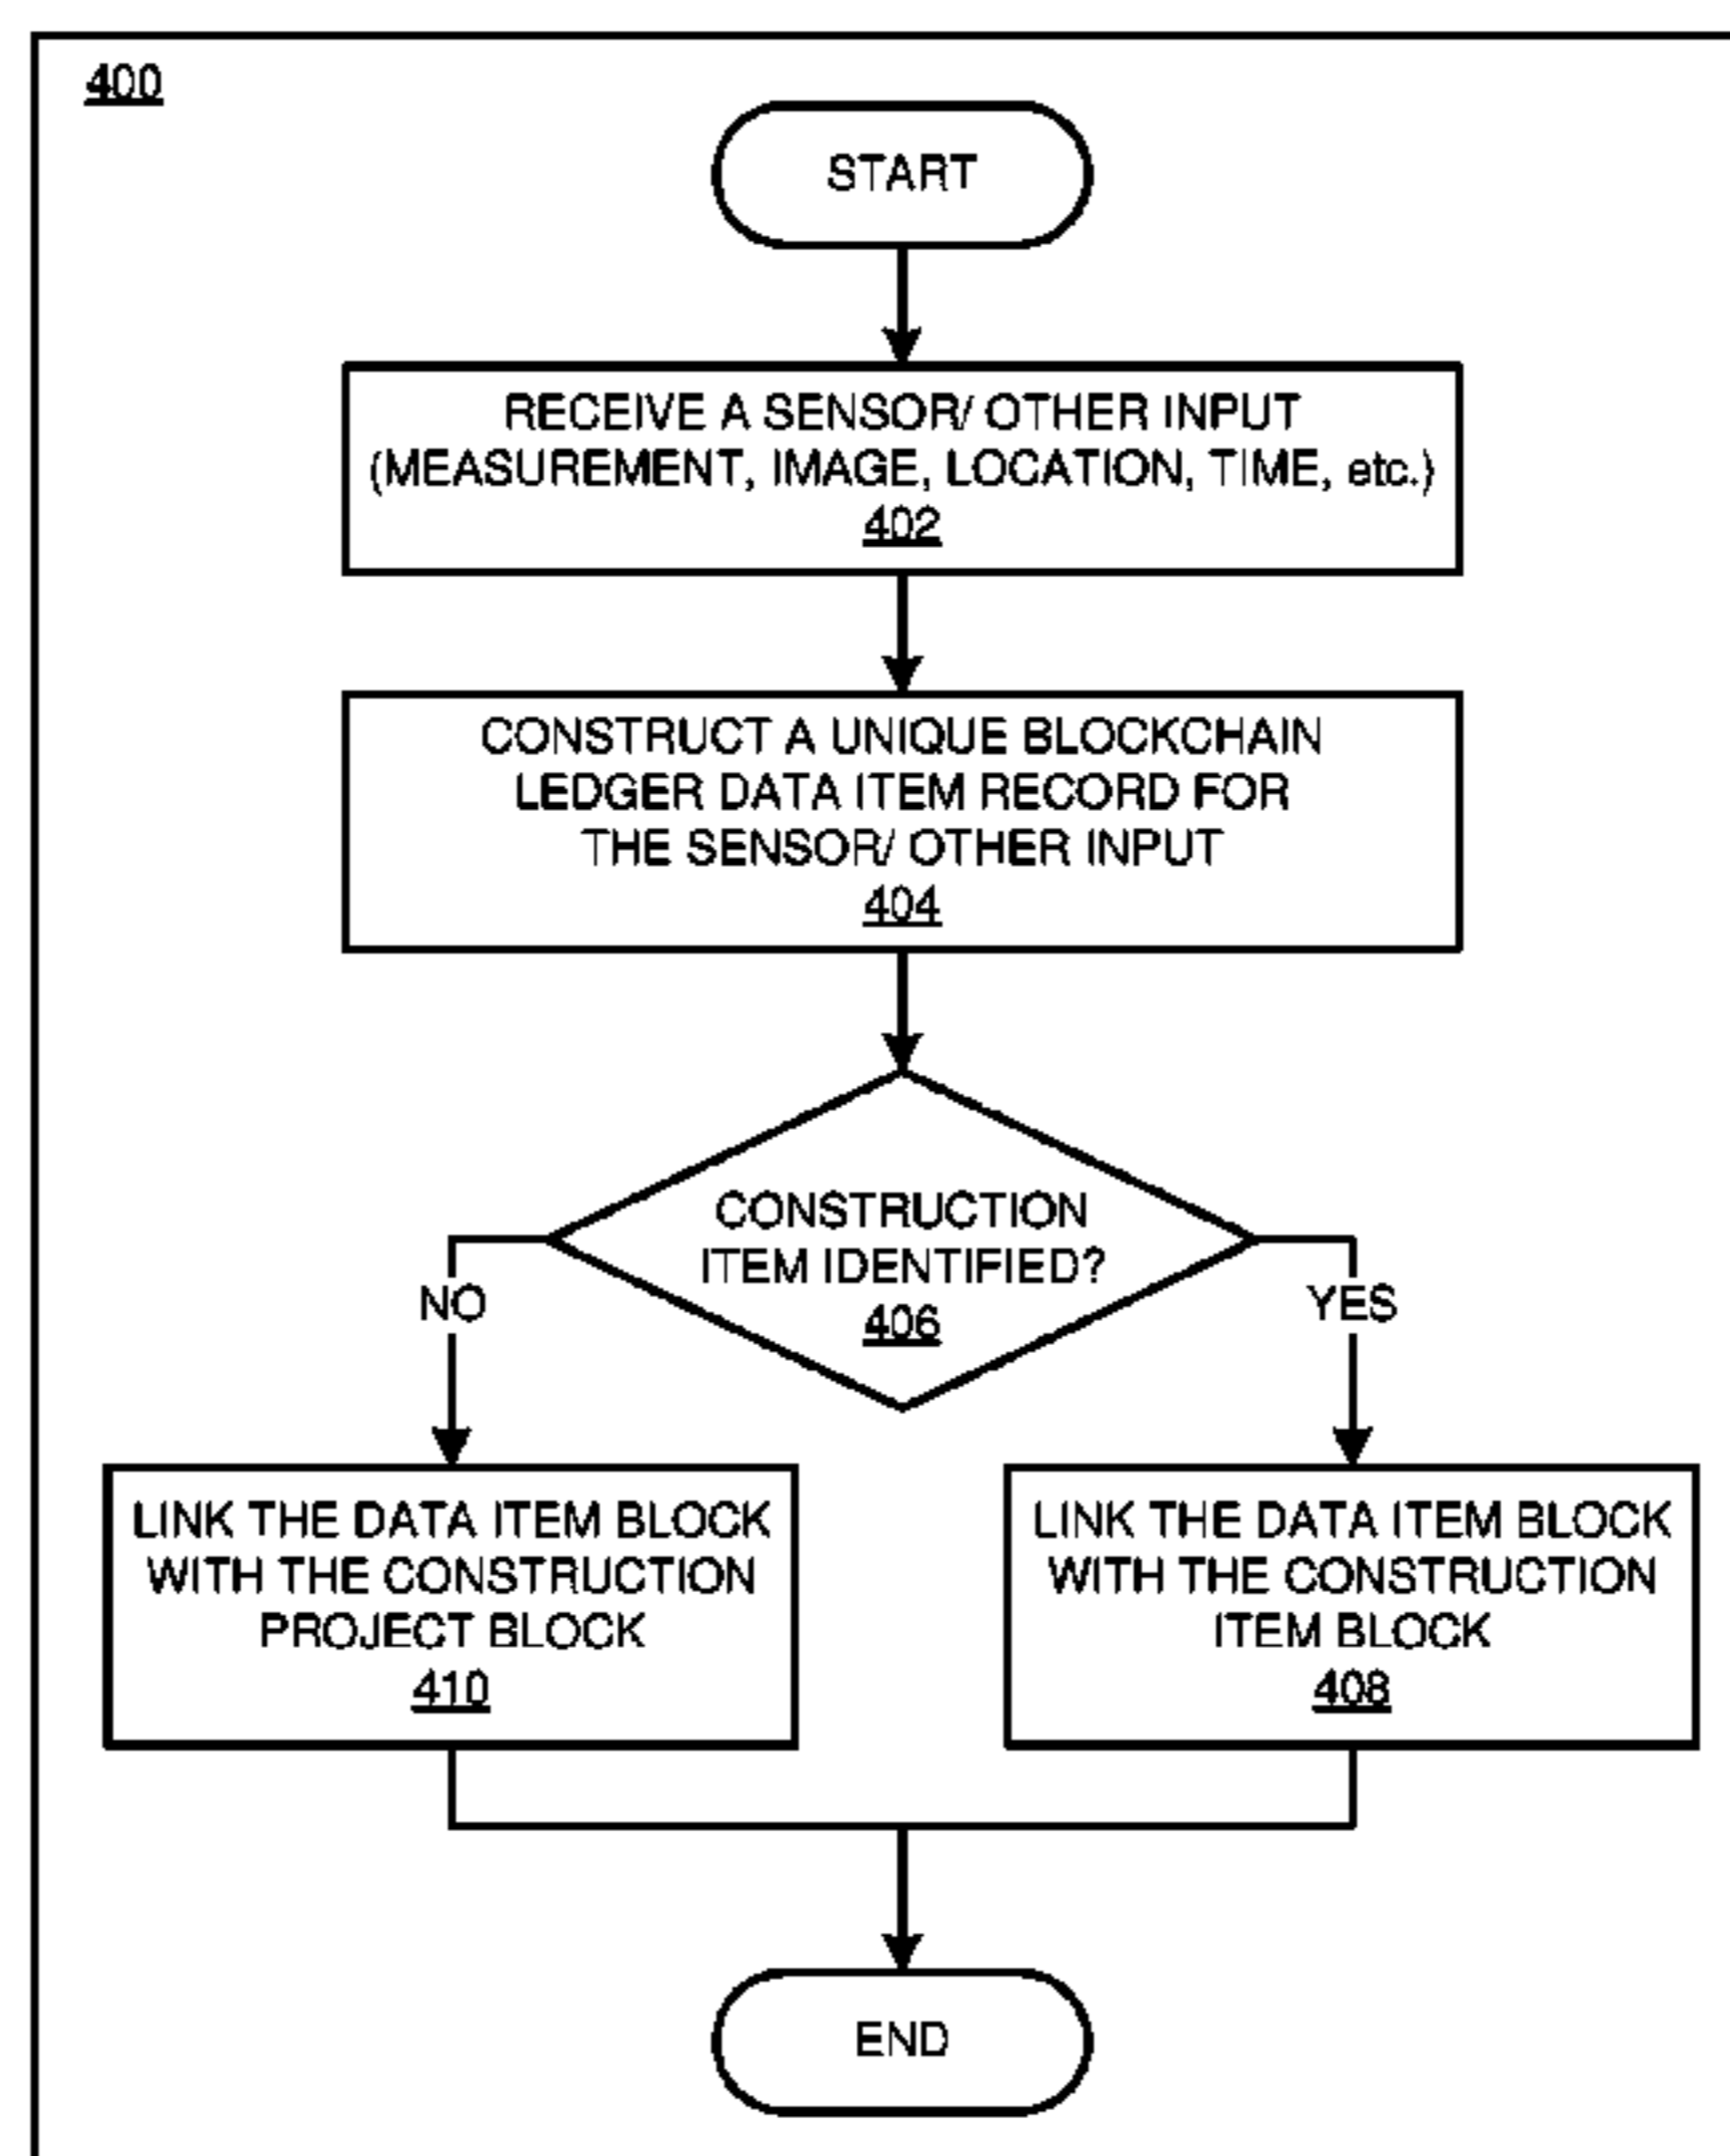 400
START
RECEIVE A SENSOR/ OTHER INPUT
(MEASUREMENT, IMAGE, LOCATION, TIME, etc.)
402
CONSTRUCT A UNIQUE BLOCKCHAIN
LEDGER DATA ITEM RECORD FOR
THE SENSOR/ OTHER INPUT
404
CONSTRUCTION
ITEM IDENTIFIED?
406
NO
YES
LINK THE DATA ITEM BLOCK
WITH THE CONSTRUCTION
PROJECT BLOCK
410
LINK THE DATA ITEM BLOCK
WITH THE CONSTRUCTION
ITEM BLOCK
408
END